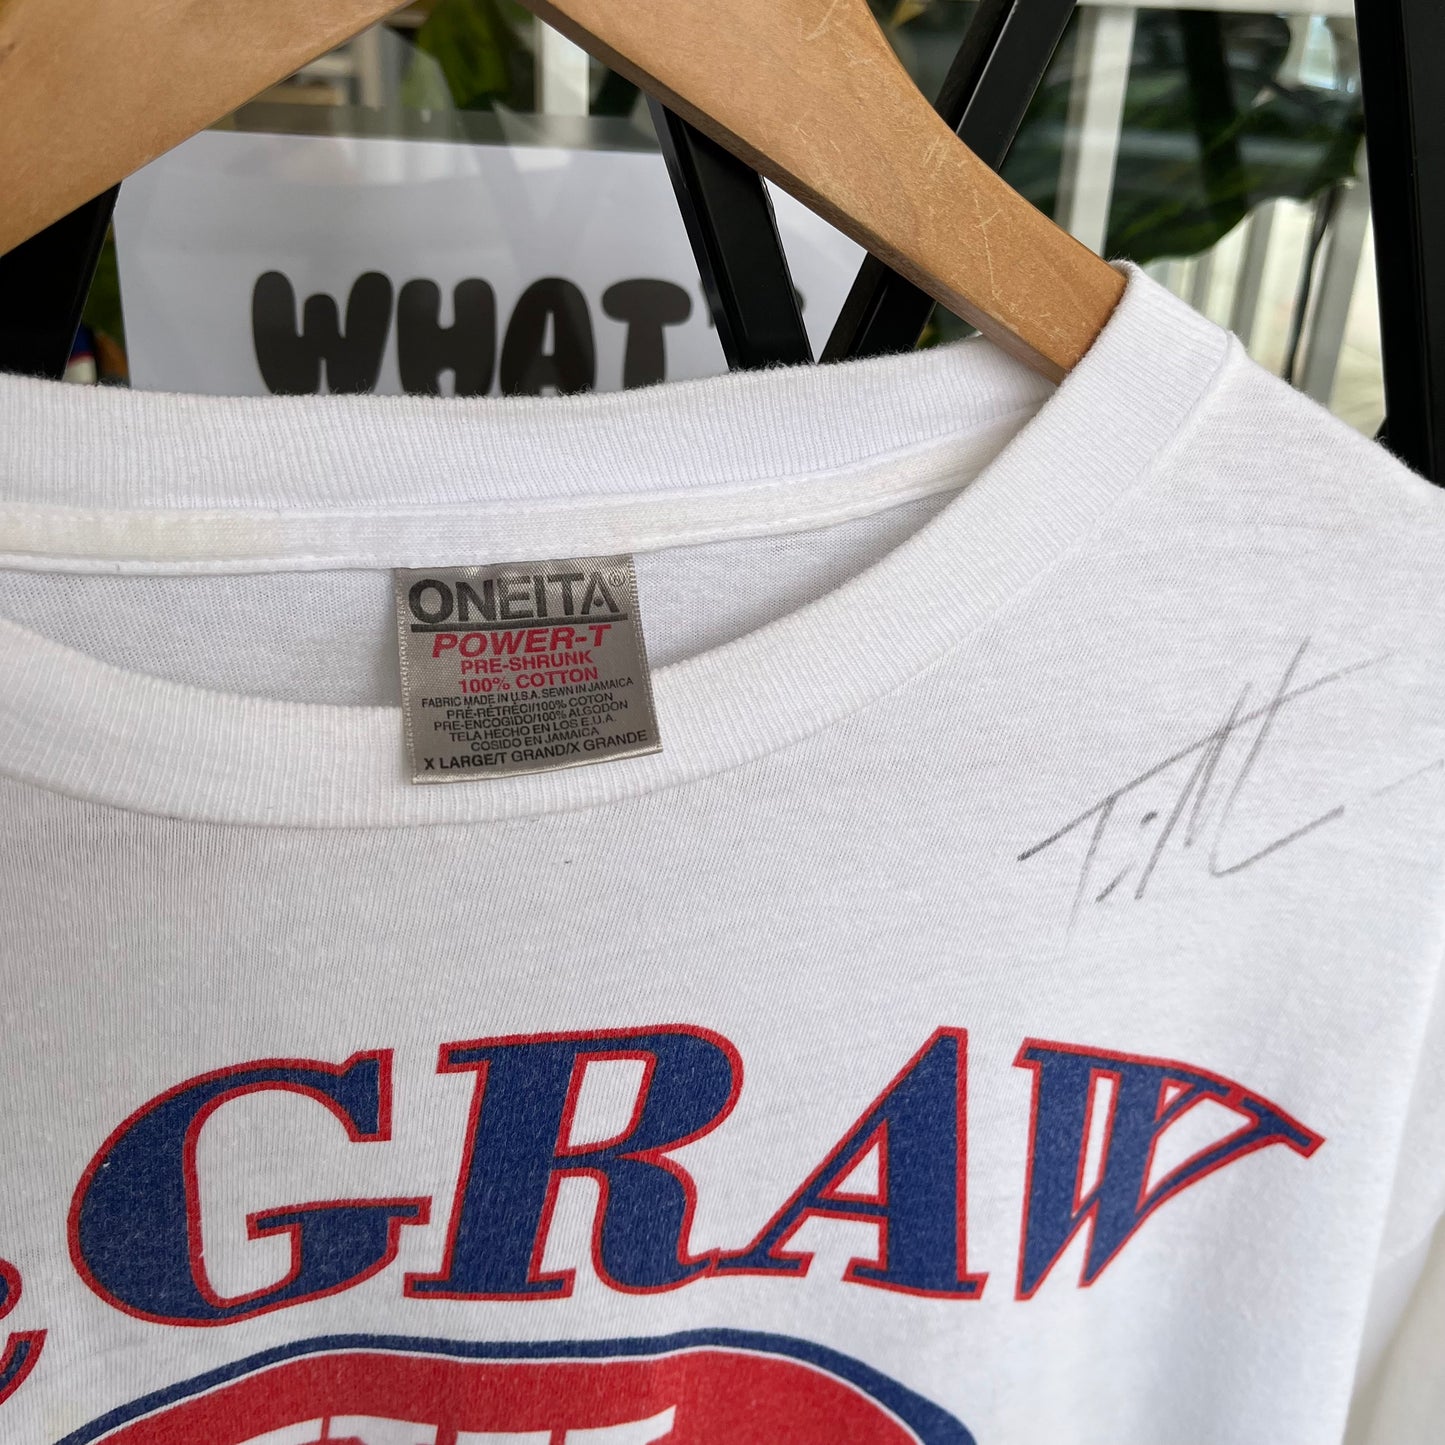 WHAT'
ONEITA®
POWER-T
PRE-SHRUNK
100% COTTON
FABRIC MADE IN U.S.A. SEWN IN JAMAICA
PRÉ-RÉTRÉCI/100% COTON
PRE-ENCOGIDO/100% ALGODON
TELA HECHO EN LOS E.U.A.
COSIDO EN JAMAICA
X LARGE/T GRAND/X GRANDE
GRAW